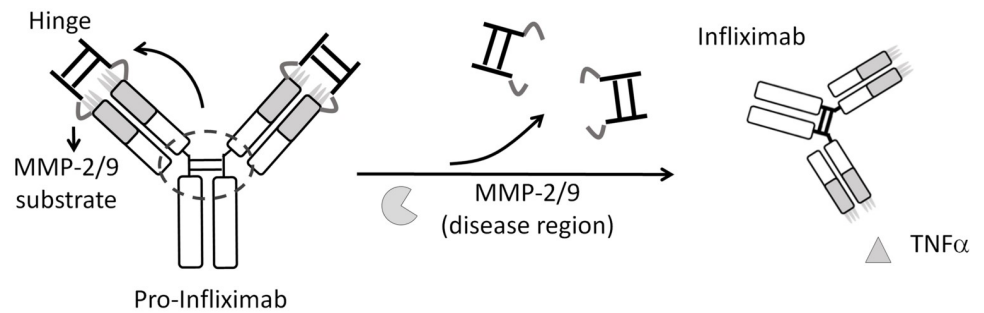 Hinge
MMP-2/9
substrate
Pro-Infliximab
MMP-2/9
(disease region)
Infliximab
TNFα